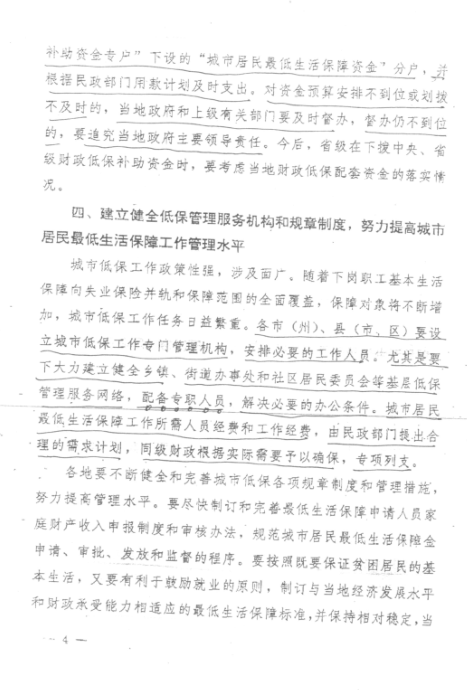 补助资金专户”下设的“城市居民最低生活保障资金”分户，并
根据民政部门用款计划及时支出。对资金预算安排不到位或划拨
不及时的，当地政府和上级有关部门要及时督办，督办仍不到位
的，要追究当地政府主要领导责任。今后，省级在下拨中央、省
级财政低保补助资金时，要考虑当地财政低保配套资金的落实情
况。
四、建立健全低保管理服务机构和规章制度，努力提高城市
居民最低生活保障工作管理水平
城市低保工作政策性强，涉及面广。随着下岗职工基本生活
保障向失业保险并轨和保障范围的全面覆盖，保障对象将不断增
加，城市低保工作任务日益繁重。各市（州）、县（市、区）要设
立城市低保工作专门管理机构，安排必要的工作人员。尤其是要
下大力建立健全乡镇、街道办事处和社区居民委员会等基层低保
管理服务网络，配备专职人员，解决必要的办公条件。城市居民
最低生活保障工作所需人员经费和工作经费，由民政部门提出合
理的需求计划，同级财政根据实际需要予以确保，专项列支。
各地要不断健全和完善城市低保各项规章制度和管理措施，
努力提高管理水平。要尽快制订和完善最低生活保障申请人员家
庭财产收入申报制度和审核办法，规范城市居民最低生活保障金
申请、审批、发放和监督的程序。要按照既要保证贫困居民的基
本生活，又要有利于鼓励就业的原则，制订与当地经济发展水平
和财政承受能力相适应的最低生活保障标准，并保持相对稳定，当
— 4 —